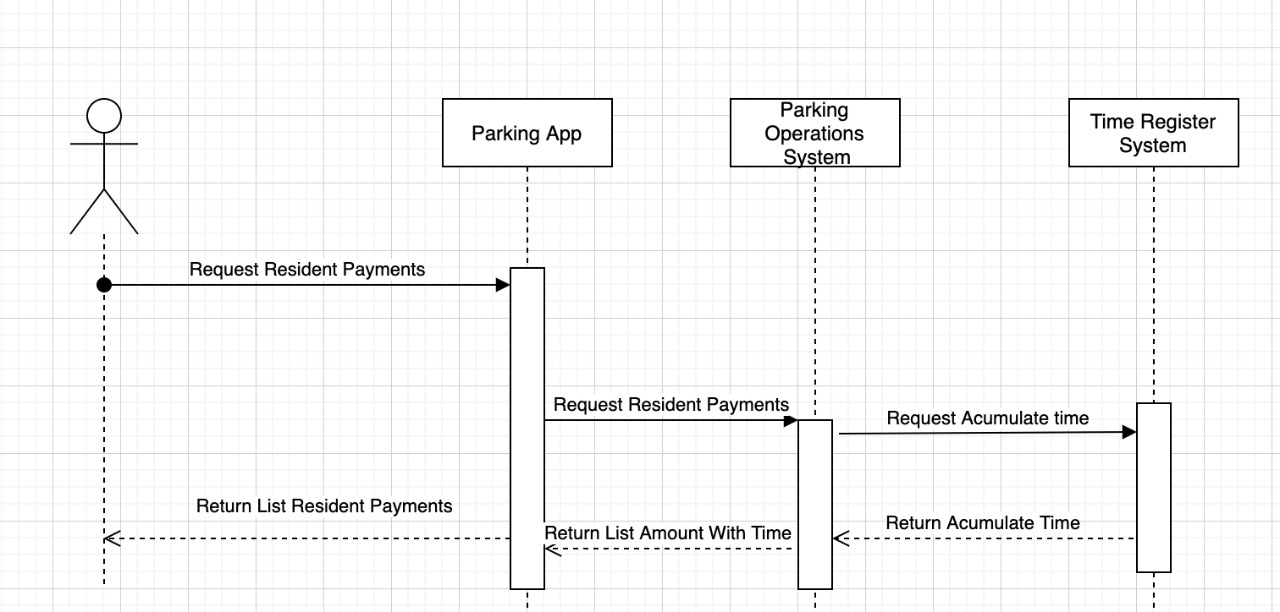 Parking App
Parking
Operations
System
Time Register
System
Request Resident Payments
Request Resident Payments
Request Acumulate time
Return List Resident Payments
Return List Amount With Time
Return Acumulate Time